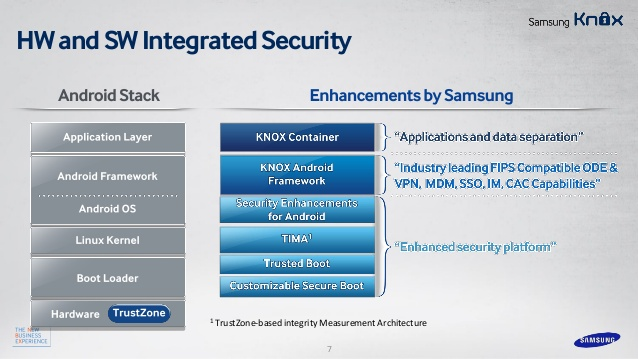 Samsung Knox
HW and SW Integrated Security
Android Stack
Enhancements by Samsung
Application Layer
Android Framework
Android OS
Linux Kernel
Boot Loader
Hardware TrustZone
KNOX Container
KNOX Android
Framework
Security Enhancements
for Android
TIMA¹
Trusted Boot
Customizable Secure Boot
“Applications and data separation”
“Industry leading FIPS Compatible ODE &
VPN, MDM, SSO, IM, CAC Capabilities”
“Enhanced security platform”
¹ TrustZone-based integrity Measurement Architecture
THE NEW
BUSINESS
EXPERIENCE
7
SAMSUNG